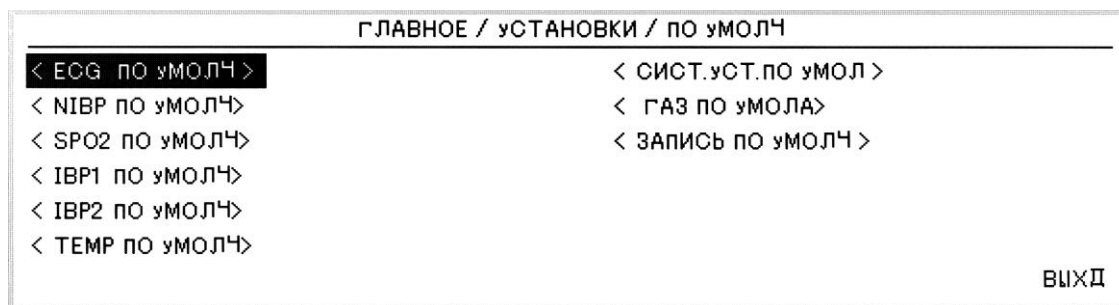 ГЛАВНОЕ / УСТАНОВКИ / ПО УМОЛЧ
< ECG ПО УМОЛЧ >
< NIBP ПО УМОЛЧ>
< SPO2 ПО УМОЛЧ>
< IBP1 ПО УМОЛЧ>
< IBP2 ПО УМОЛЧ>
< TEMP ПО УМОЛЧ>
< СИСТ.УСТ.ПО УМОЛ >
< ГАЗ ПО УМОЛА>
< ЗАПИСЬ ПО УМОЛЧ >
ВЫХД